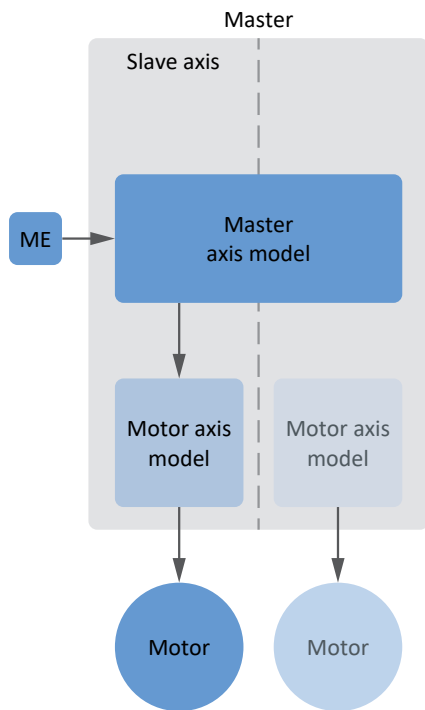 Master
Slave axis
ME
Master
axis model
Motor axis
model
Motor axis
model
Motor
Motor